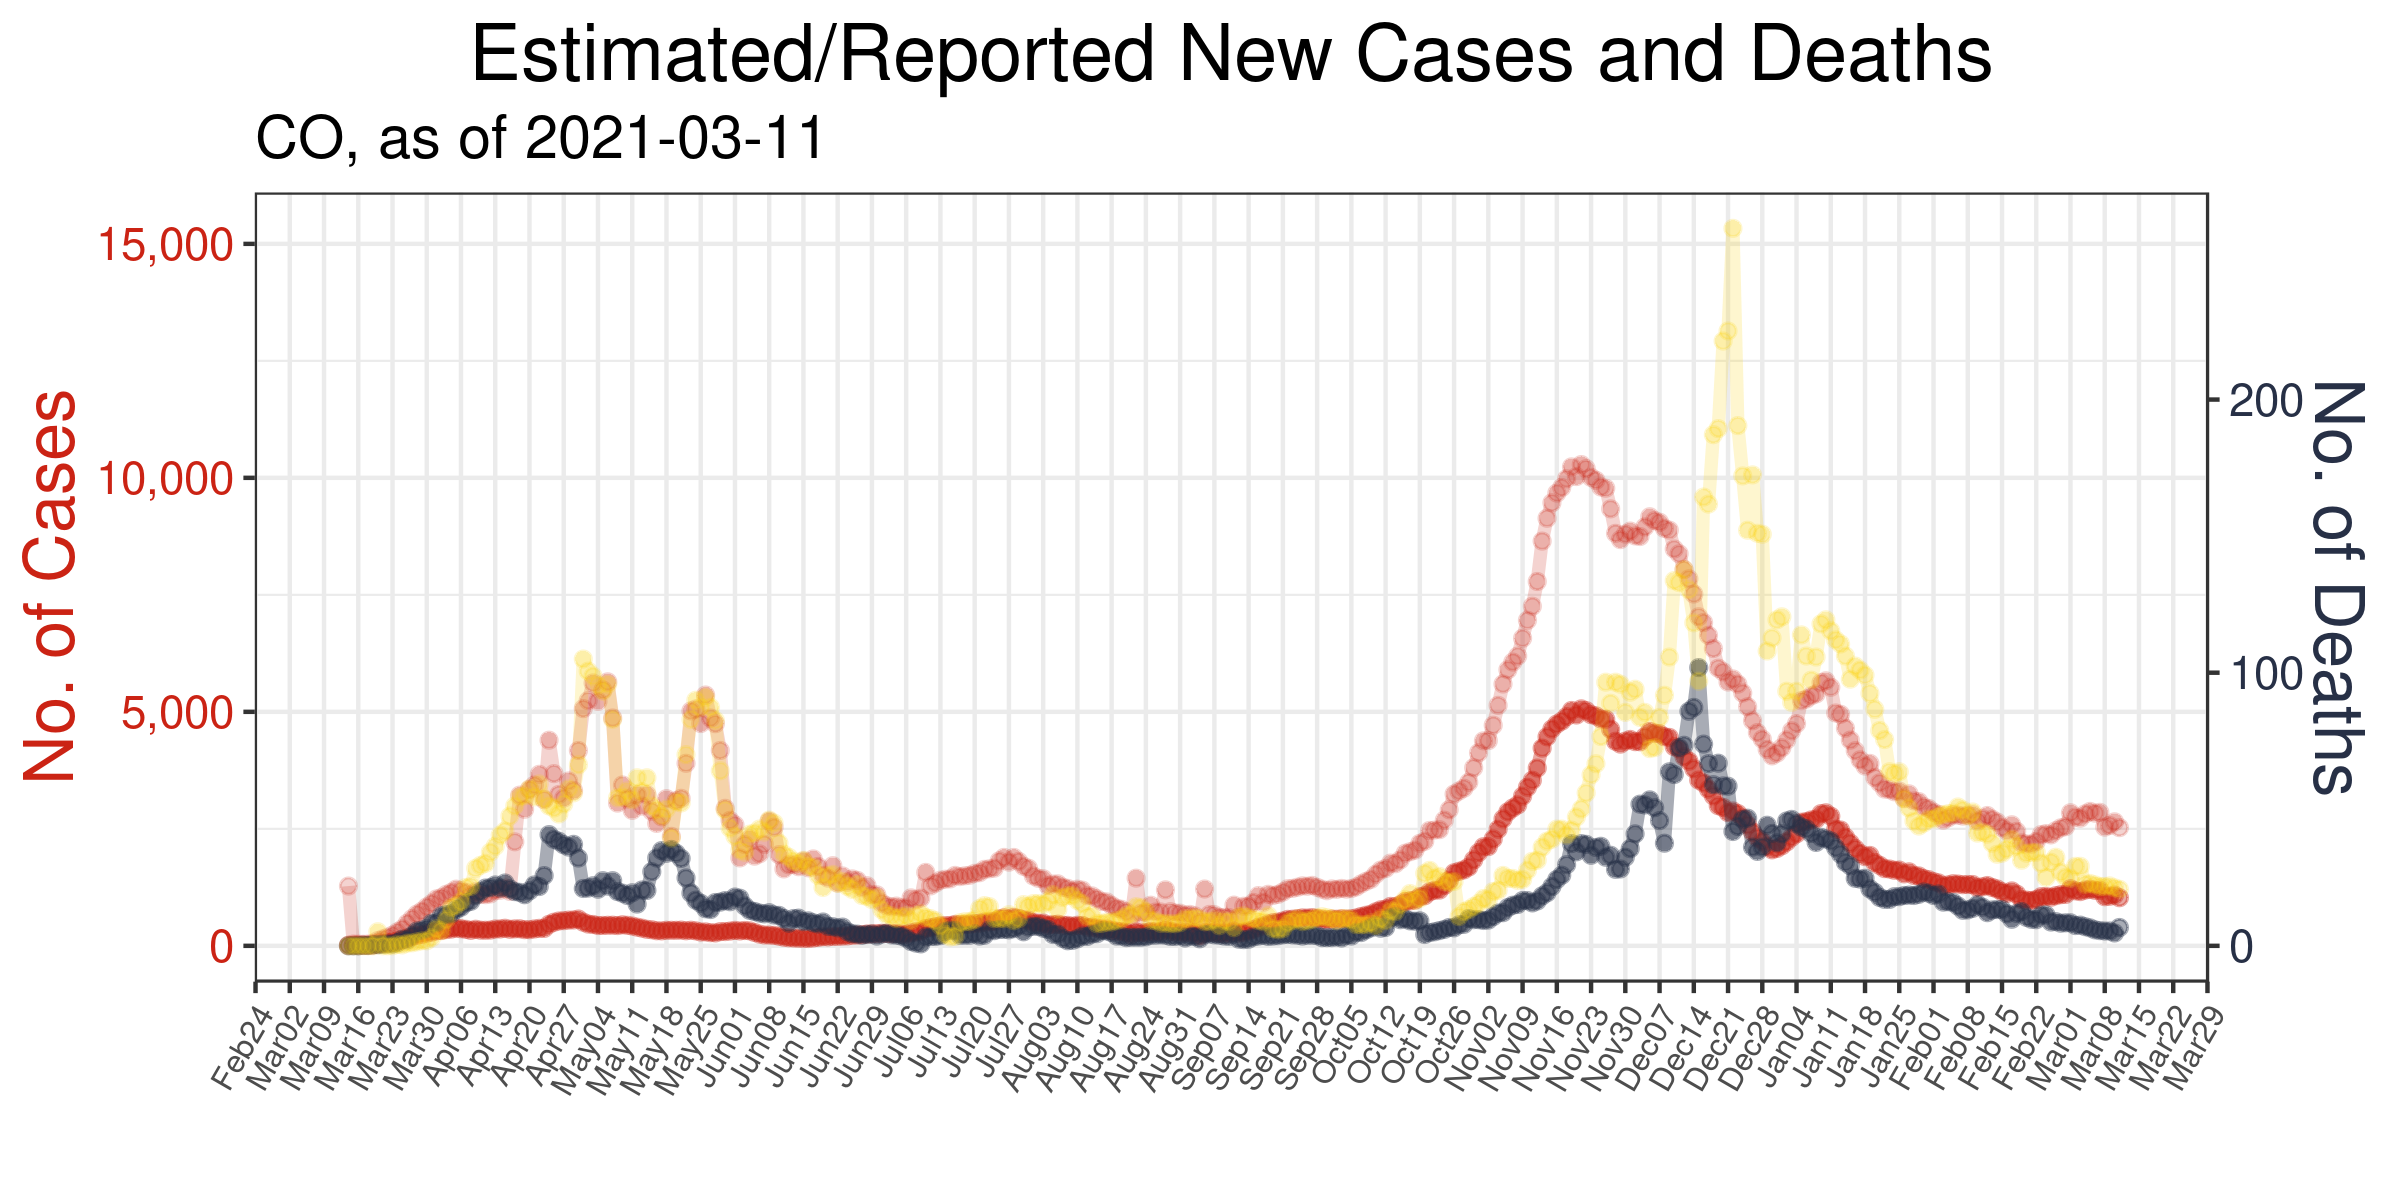 Estimated/Reported New Cases and Deaths
CO, as of 2021-03-11
No. of Cases
15,000
10,000
5,000
0
No. of Deaths
200
100
0
Feb24
Mar02
Mar09
Mar16
Mar23
Mar30
Apr06
Apr13
Apr20
Apr27
May04
May11
May18
May25
Jun01
Jun08
Jun15
Jun22
Jun29
Jul06
Jul13
Jul20
Jul27
Aug03
Aug10
Aug17
Aug24
Aug31
Sep07
Sep14
Sep21
Sep28
Oct05
Oct12
Oct19
Oct26
Nov02
Nov09
Nov16
Nov23
Nov30
Dec07
Dec14
Dec21
Dec28
Jan04
Jan11
Jan18
Jan25
Feb01
Feb08
Feb15
Feb22
Mar01
Mar08
Mar15
Mar22
Mar29